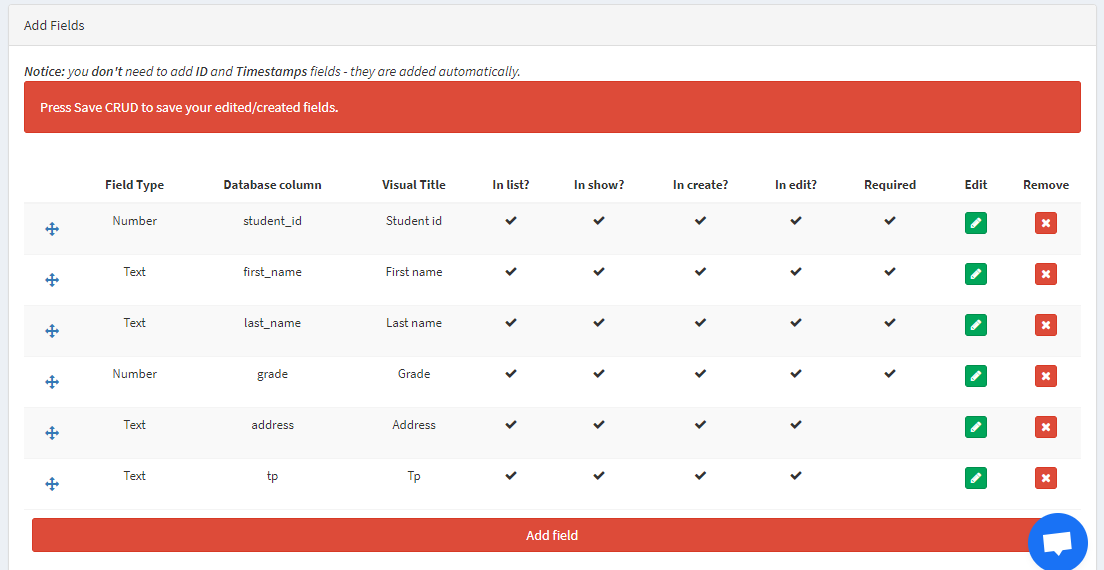 Add Fields
Notice: you don't need to add ID and Timestamps fields - they are added automatically.
Press Save CRUD to save your edited/created fields.
Field Type Database column Visual Title In list? In show? In create? In edit? Required Edit Remove
Number student_id Student id
Text first_name First name
Text last_name Last name
Number grade Grade
Text address Address
Text tp Tp
Add field